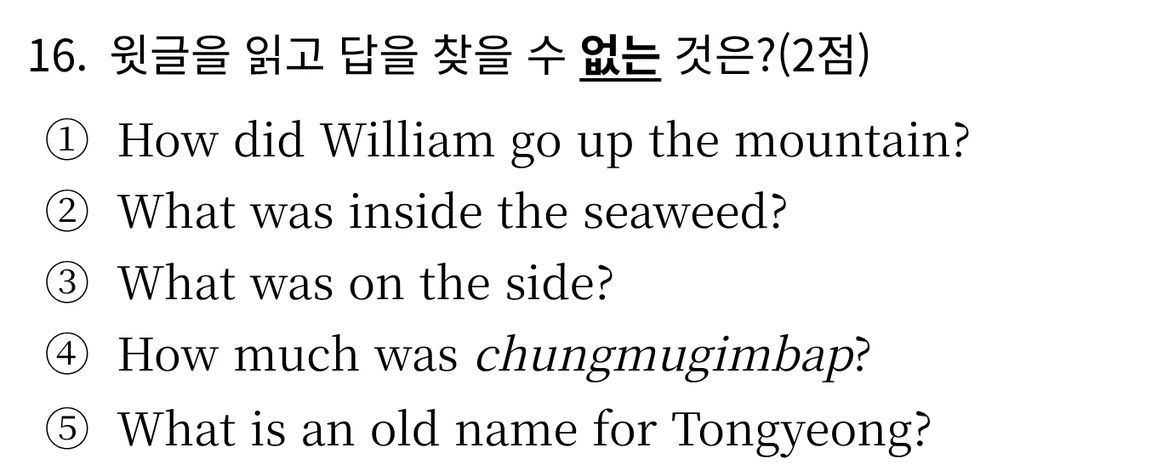 16. 윗글을 읽고 답을 찾을 수 없는 것은?(2점)
① How did William go up the mountain?
② What was inside the seaweed?
③ What was on the side?
④ How much was chungmugimbap?
⑤ What is an old name for Tongyeong?